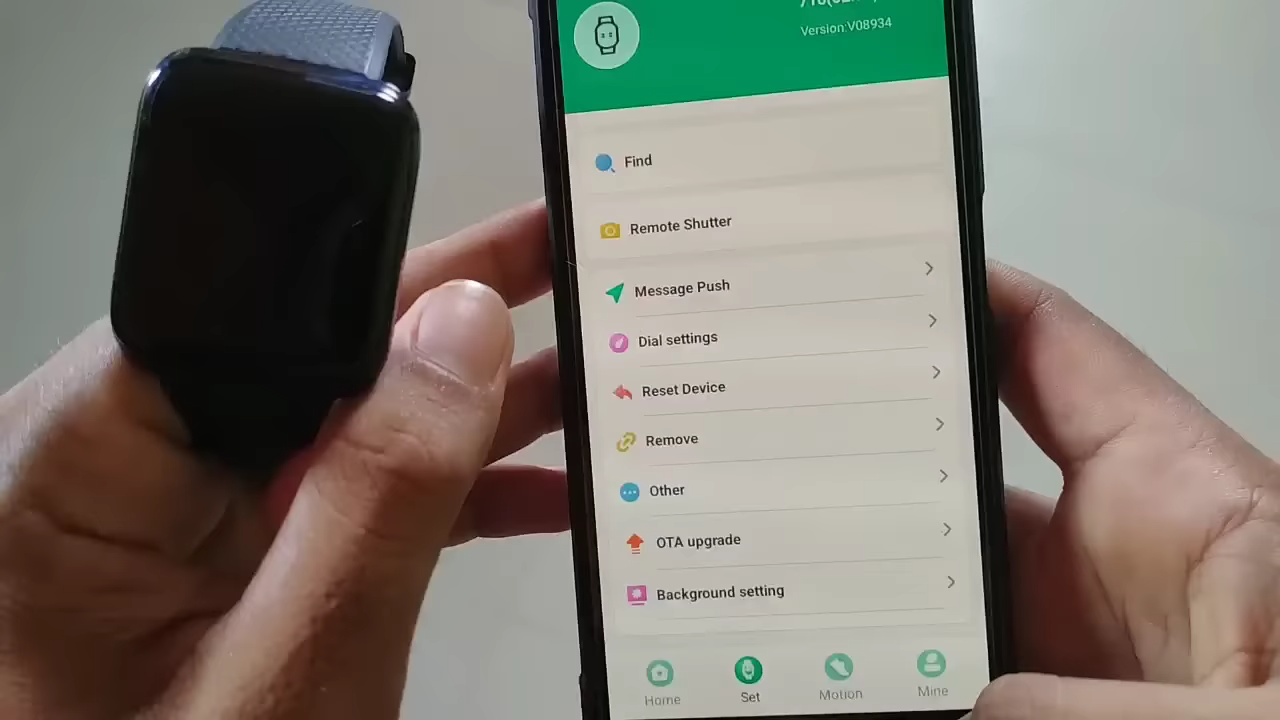 Version:V08934
Find
Remote Shutter
Message Push
Dial settings
Reset Device
Remove
Other
OTA upgrade
Background setting
Home
Set
Motion
Mine